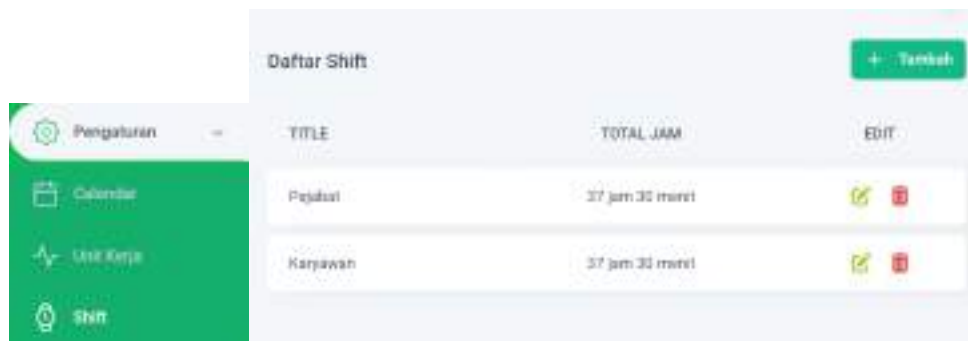 Daftar Shift
+ Tambah
Pengaturan
Calendar
Unit Kerja
Shift
TITLE TOTAL JAM EDIT
Pejabat 37 jam 30 menit
Karyawan 37 jam 30 menit